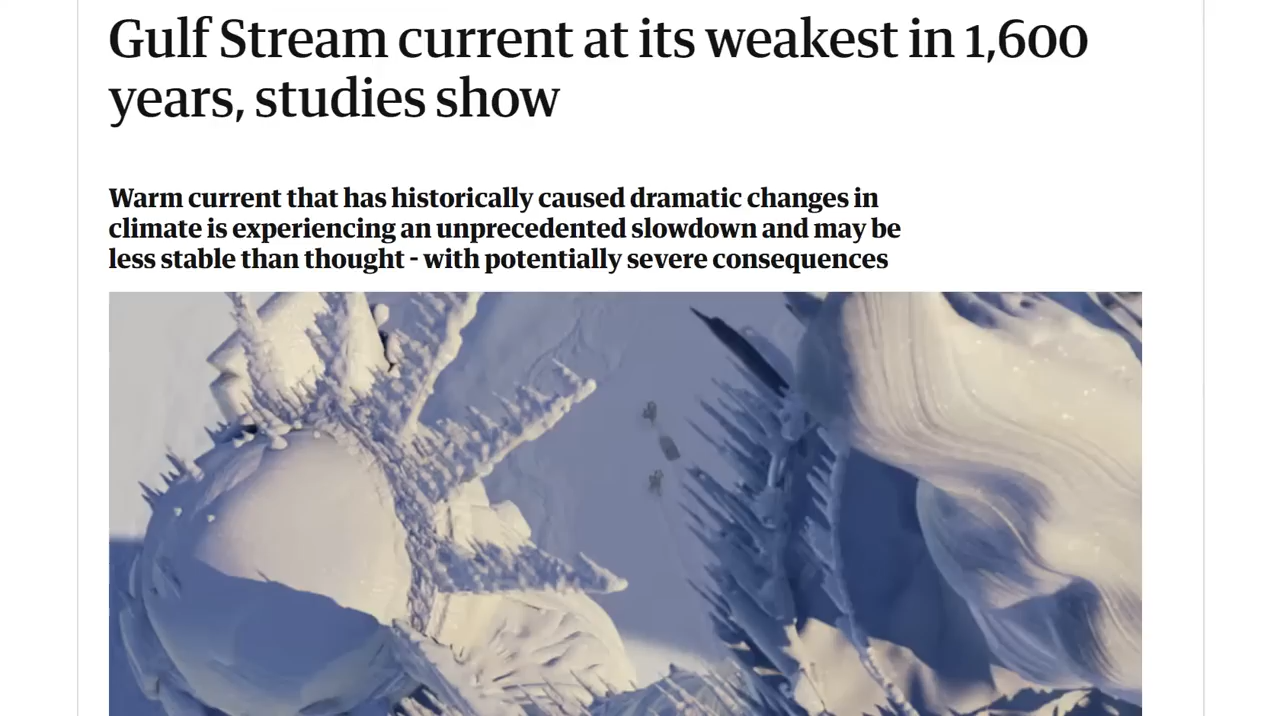 Gulf Stream current at its weakest in 1,600
years, studies show
Warm current that has historically caused dramatic changes in
climate is experiencing an unprecedented slowdown and may be
less stable than thought - with potentially severe consequences